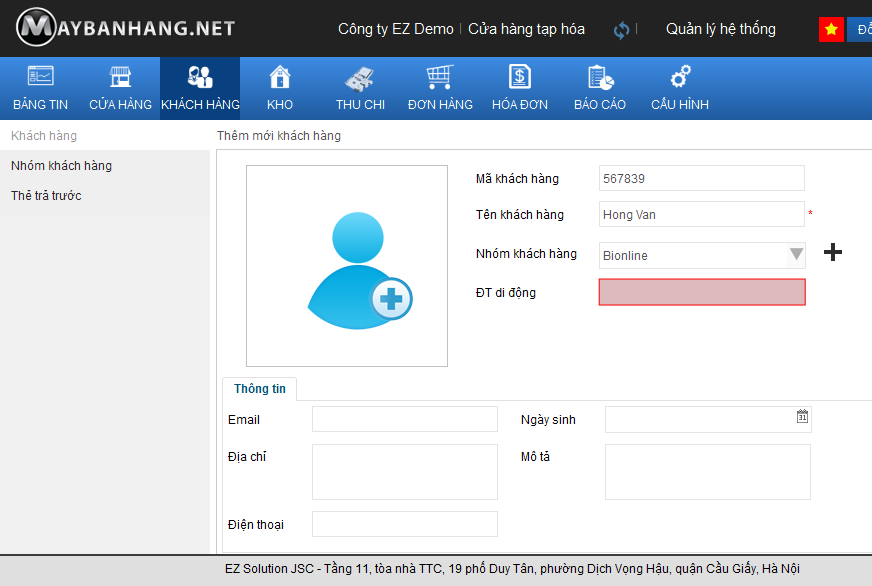 MAYBANHANG.NET
Công ty EZ Demo | Cửa hàng tạp hóa | Quản lý hệ thống
BẢNG TIN CỬA HÀNG KHÁCH HÀNG KHO THU CHI ĐƠN HÀNG HÓA ĐƠN BÁO CÁO CẤU HÌNH
Khách hàng
Nhóm khách hàng
Thẻ trả trước
Thêm mới khách hàng
Mã khách hàng 567839
Tên khách hàng Hong Van *
Nhóm khách hàng Bionline
ĐT di động
Thông tin
Email Ngày sinh 31
Địa chỉ Mô tả
Điện thoại
EZ Solution JSC - Tầng 11, tòa nhà TTC, 19 phố Duy Tân, phường Dịch Vọng Hậu, quận Cầu Giấy, Hà Nội